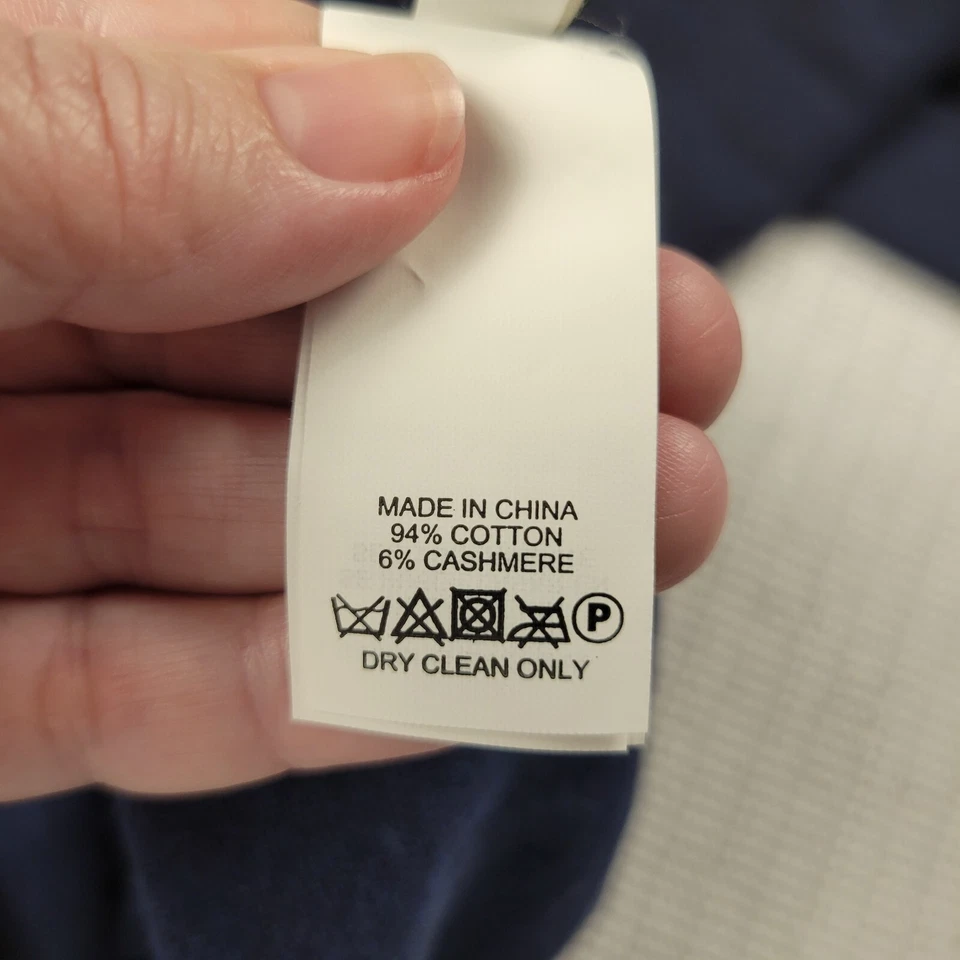 MADE IN CHINA
94% COTTON
6% CASHMERE
P
DRY CLEAN ONLY